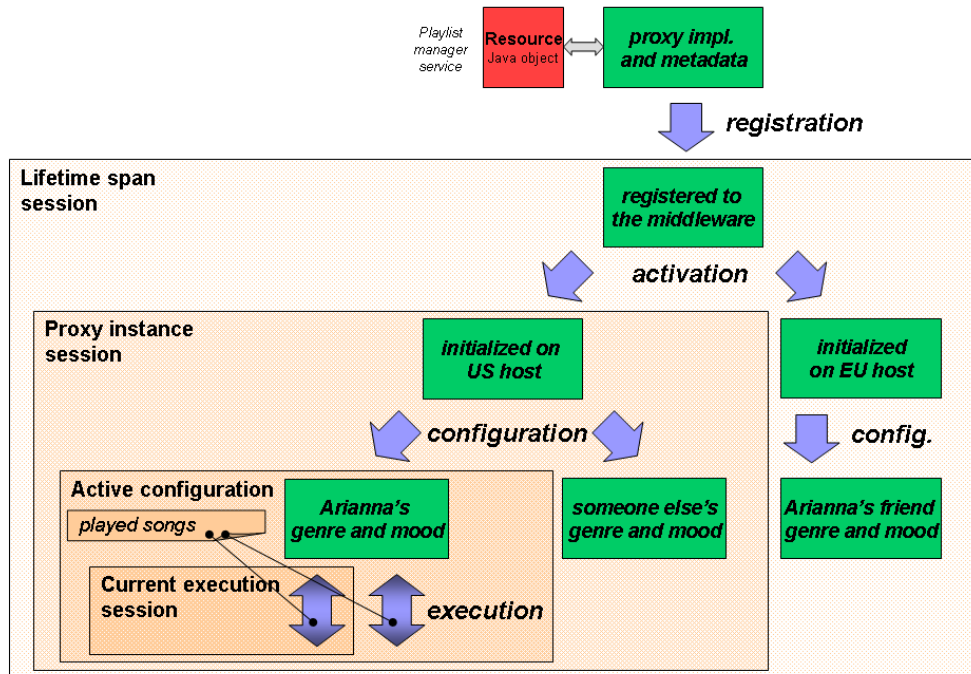 Playlist
manager
service
Resource
Java object
proxy impl.
and metadata
registration
Lifetime span
session
registered to
the middleware
activation
Proxy instance
session
initialized on
US host
initialized
on EU host
configuration
config.
Active configuration
played songs
Arianna's
genre and mood
someone else's
genre and mood
Arianna's friend
genre and mood
Current execution
session
execution